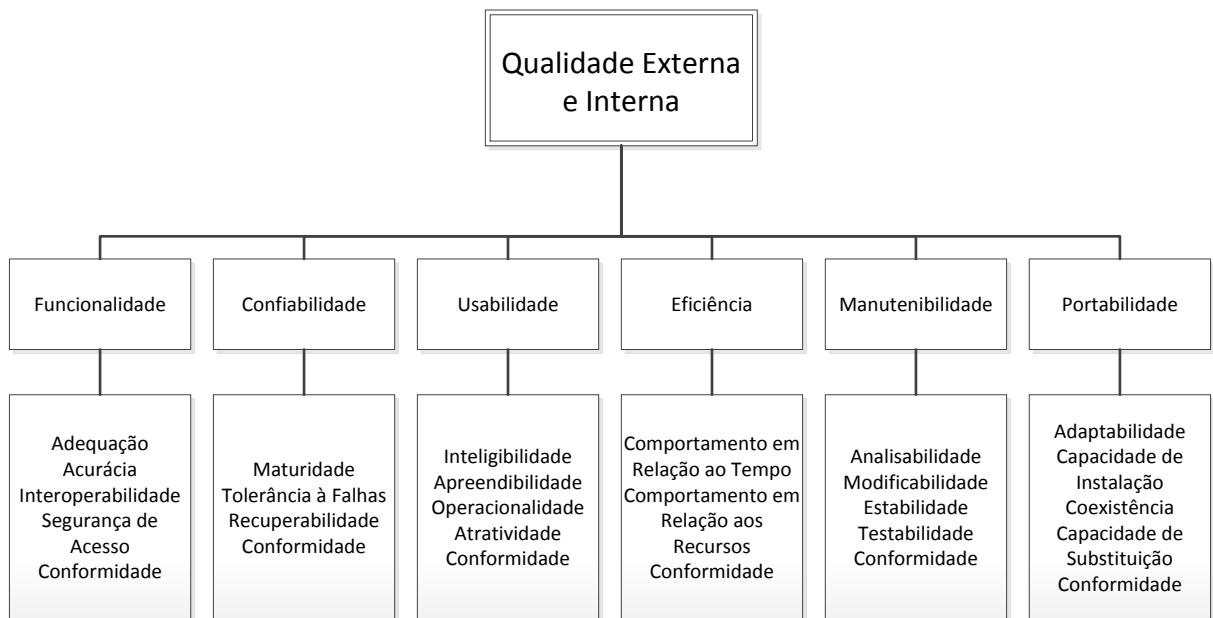 Qualidade Externa
e Interna
Funcionalidade
Confiabilidade
Usabilidade
Eficiência
Manutenibilidade
Portabilidade
Adequação
Acurácia
Interoperabilidade
Segurança de
Acesso
Conformidade
Maturidade
Tolerância à Falhas
Recuperabilidade
Conformidade
Inteligibilidade
Apreendibilidade
Operacionalidade
Atratividade
Conformidade
Comportamento em
Relação ao Tempo
Comportamento em
Relação aos
Recursos
Conformidade
Analisabilidade
Modificabilidade
Estabilidade
Testabilidade
Conformidade
Adaptabilidade
Capacidade de
Instalação
Coexistência
Capacidade de
Substituição
Conformidade